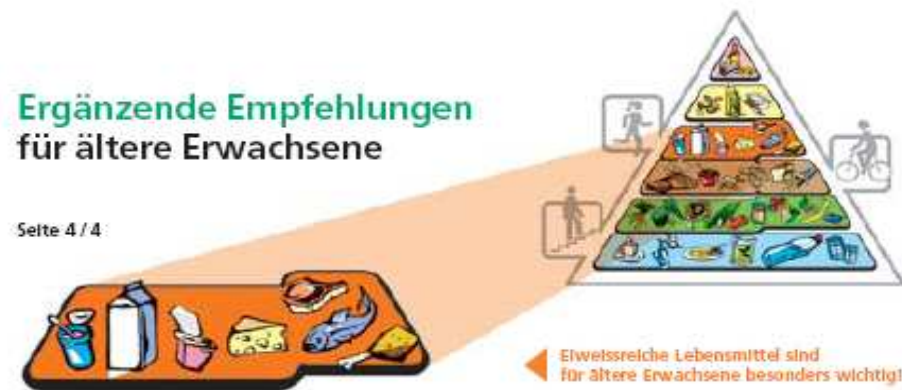 Ergänzende Empfehlungen
für ältere Erwachsene
Seite 4 / 4
Eiweissreiche Lebensmittel sind
für ältere Erwachsene besonders wichtig!